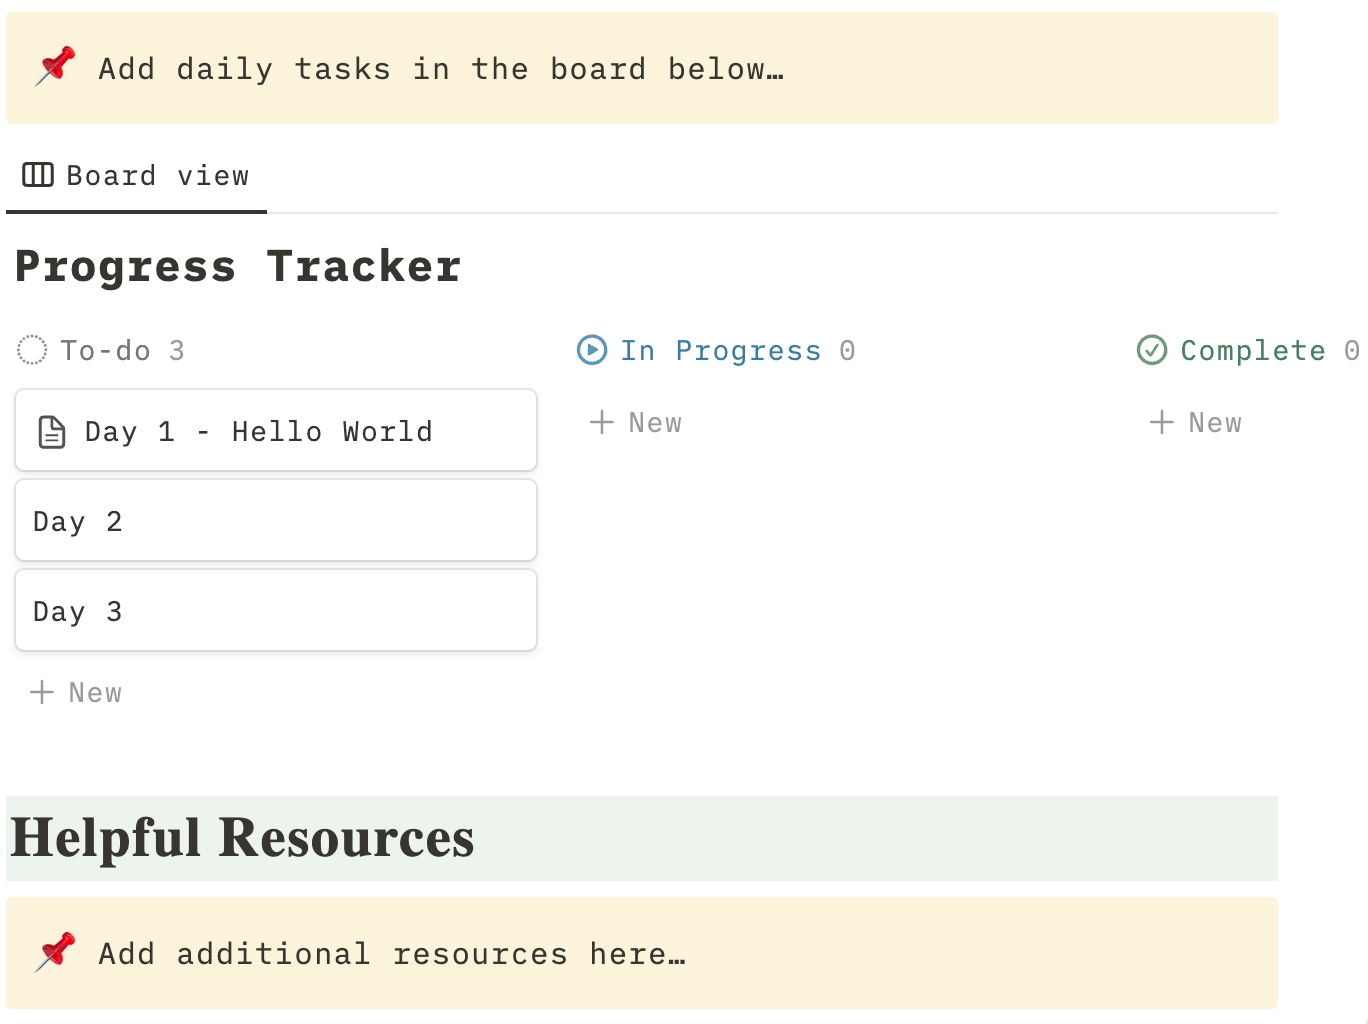 Add daily tasks in the board below…
Board view
Progress Tracker
To-do 3
In Progress 0
Complete 0
Day 1 - Hello World
+ New
+ New
Day 2
Day 3
+ New
Helpful Resources
Add additional resources here…